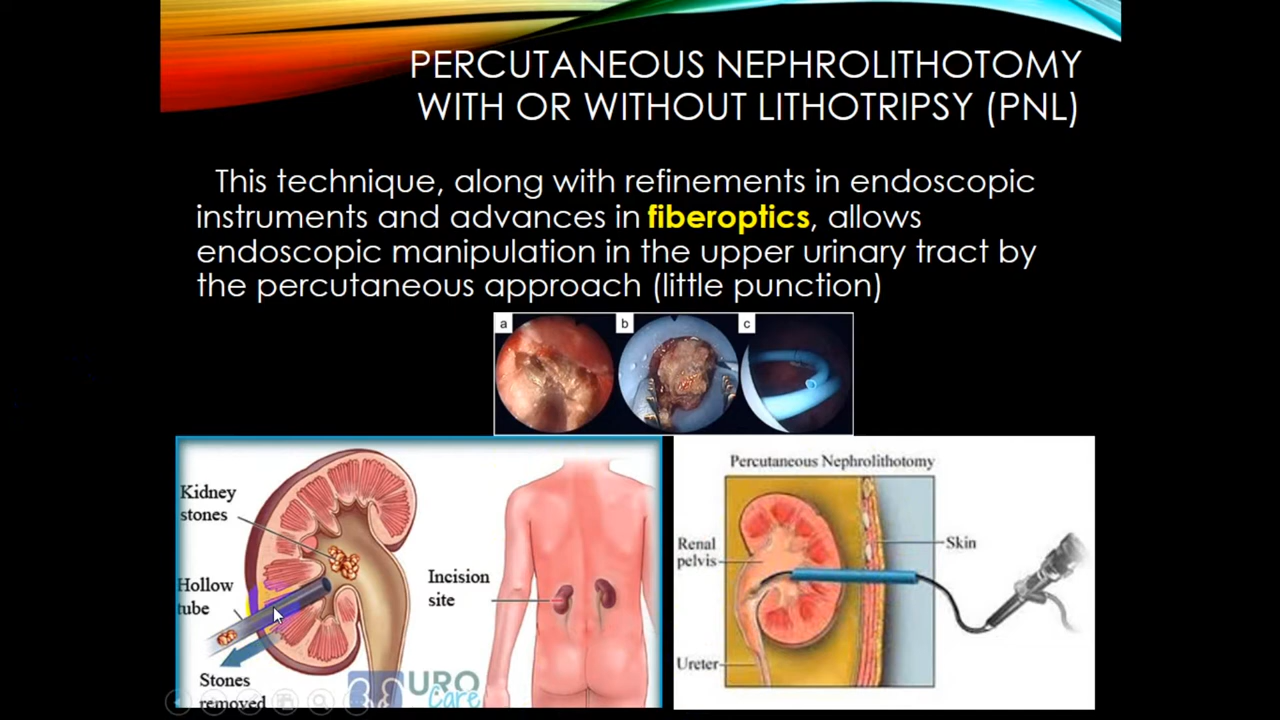 PERCUTANEOUS NEPHROLITHOTOMY
WITH OR WITHOUT LITHOTRIPSY (PNL)
This technique, along with refinements in endoscopic
instruments and advances in fiberoptics, allows
endoscopic manipulation in the upper urinary tract by
the percutaneous approach (little punction)
a
b
c
Kidney
stones
Hollow
tube
Stones
removed
Incision
site
URO
Care
Percutaneous Nephrolithotomy
Renal
pelvis
Skin
Ureter